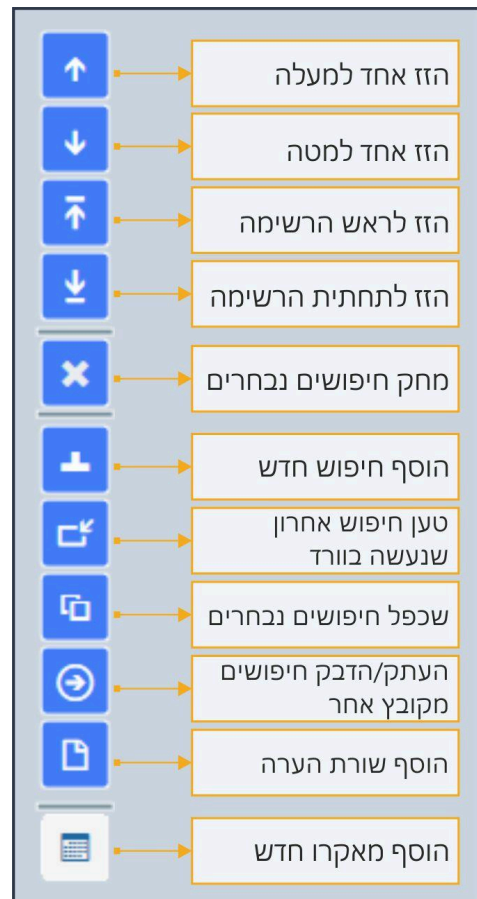 הזז אחד למעלה
הזז אחד למטה
הזז לראש הרשימה
הזז לתחתית הרשימה
מחק חיפושים נבחרים
הוסף חיפוש חדש
טען חיפוש אחרון
שנעשה בוורד
שכפל חיפושים נבחרים
העתק/הדבק חיפושים
מקובץ אחר
הוסף שורת הערה
הוסף מאקרו חדש